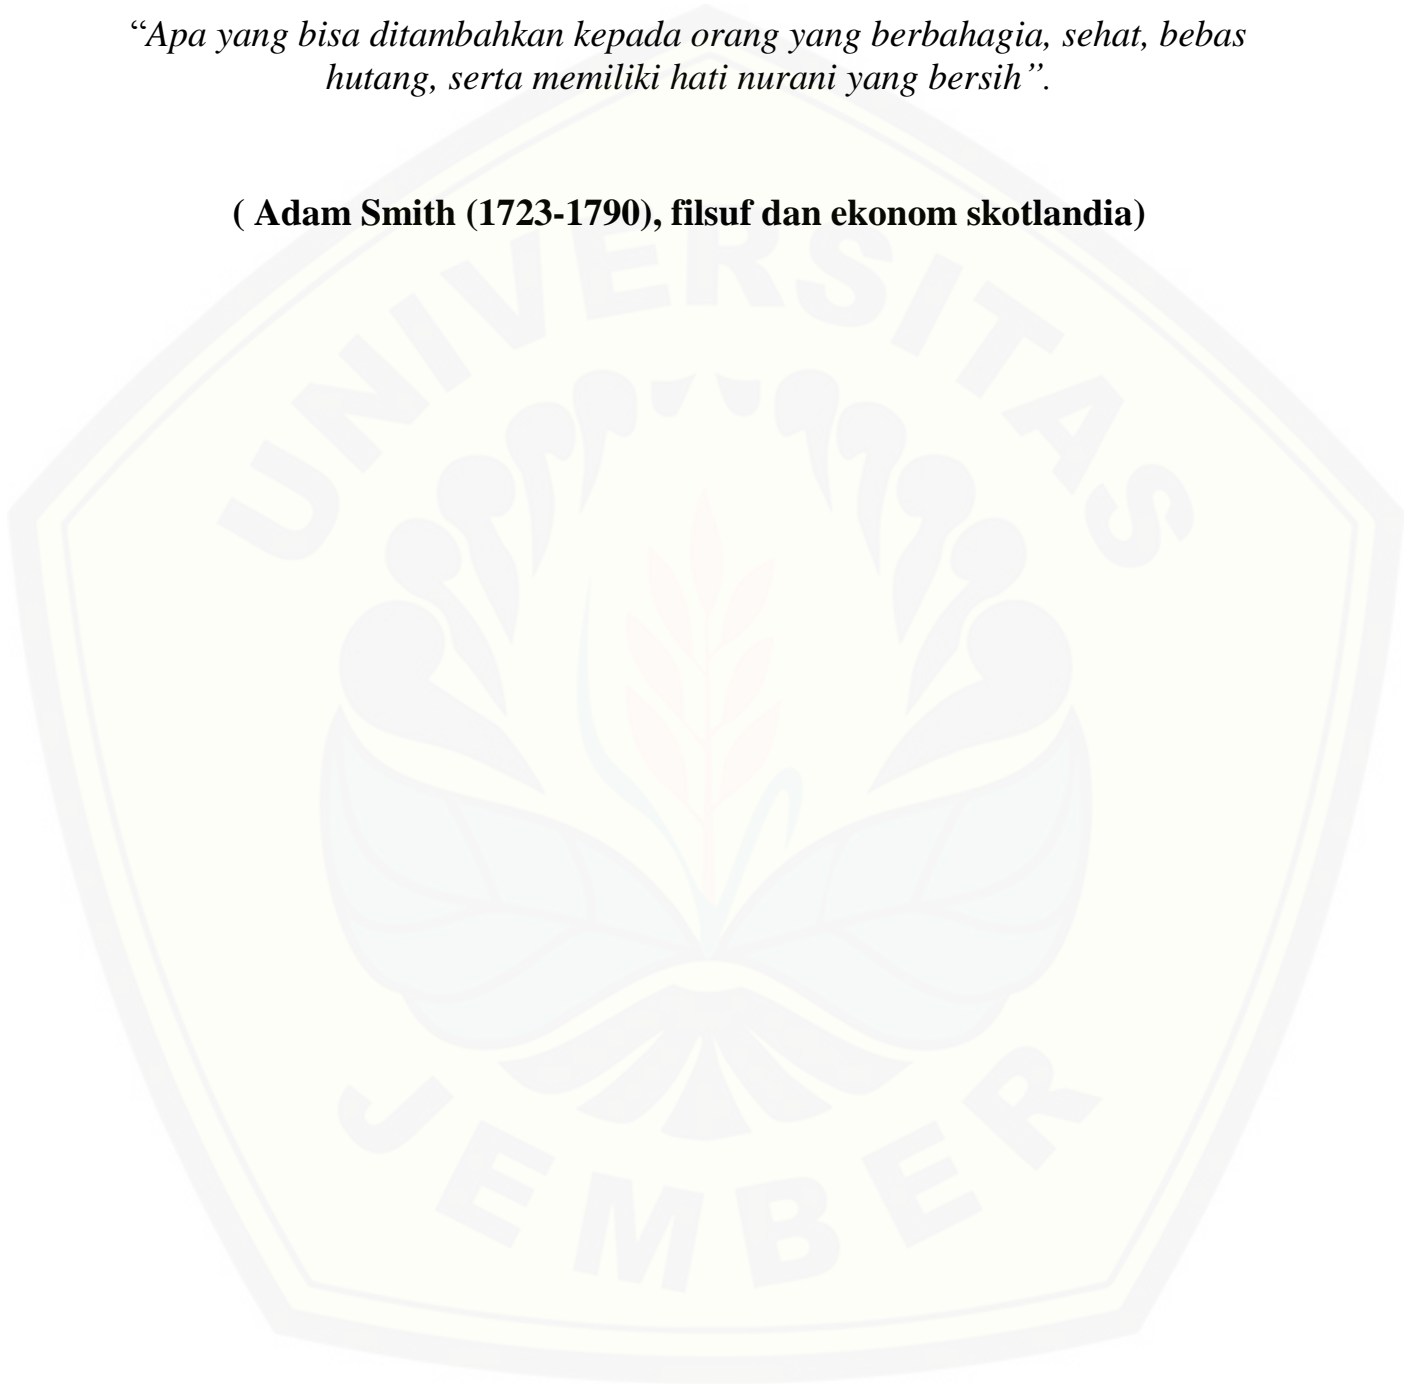 “Apa yang bisa ditambahkan kepada orang yang berbahagia, sehat, bebas
hutang, serta memiliki hati nurani yang bersih”.
( Adam Smith (1723-1790), filsuf dan ekonom skotlandia)
UNIVERSITAS
JEMBER